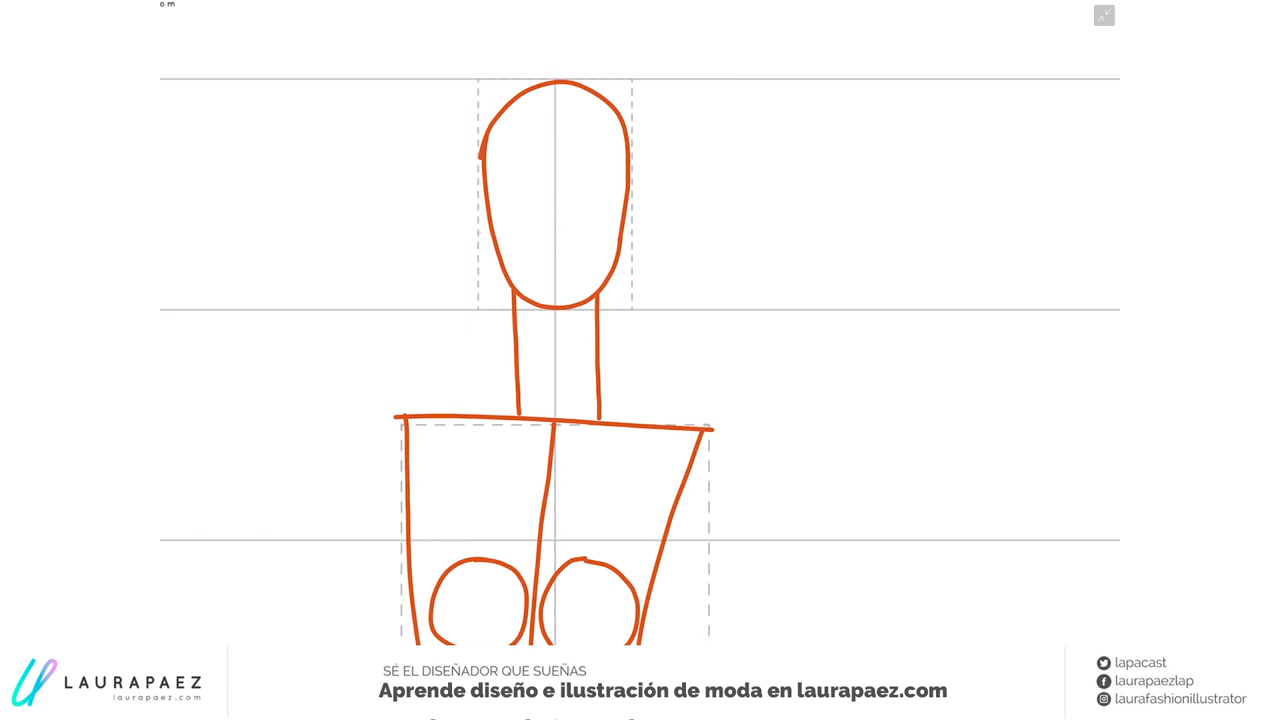 om
SÉ EL DISEÑADOR QUE SUEÑAS
Aprende diseño e ilustración de moda en laurapaez.com
LAURAPAEZ
laurapaez.com
lapacast
laurapaezlap
laurafashionillustrator